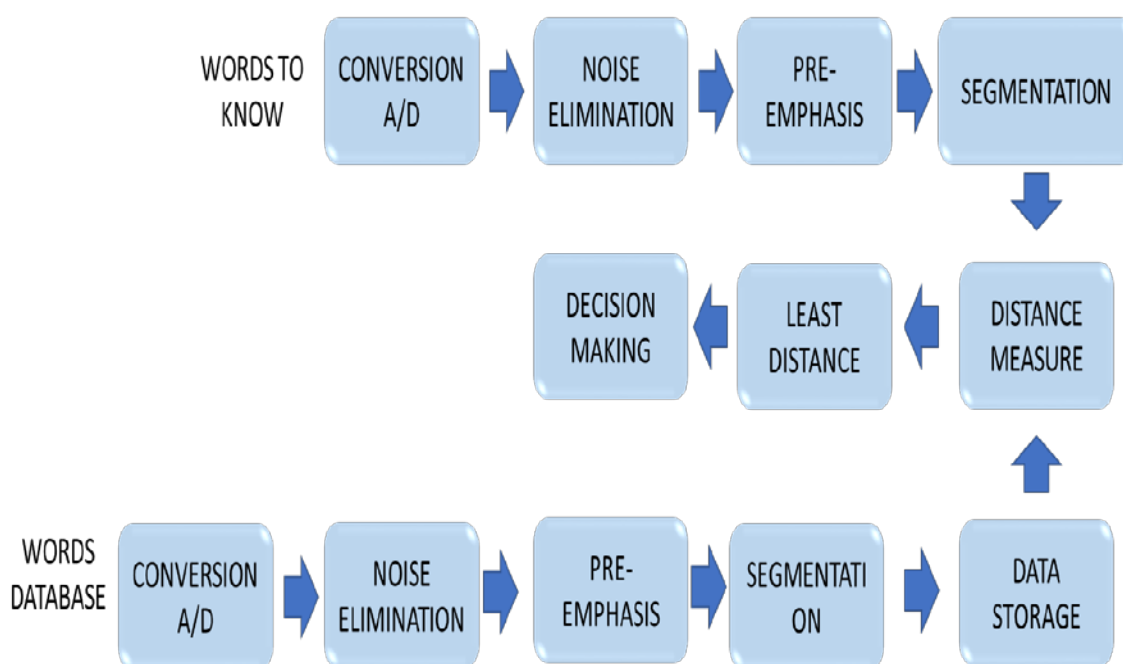 WORDS TO
KNOW
CONVERSION
A/D
NOISE
ELIMINATION
PRE-
EMPHASIS
SEGMENTATION
DECISION
MAKING
LEAST
DISTANCE
DISTANCE
MEASURE
WORDS
DATABASE
CONVERSION
A/D
NOISE
ELIMINATION
PRE-
EMPHASIS
SEGMENTATI
ON
DATA
STORAGE